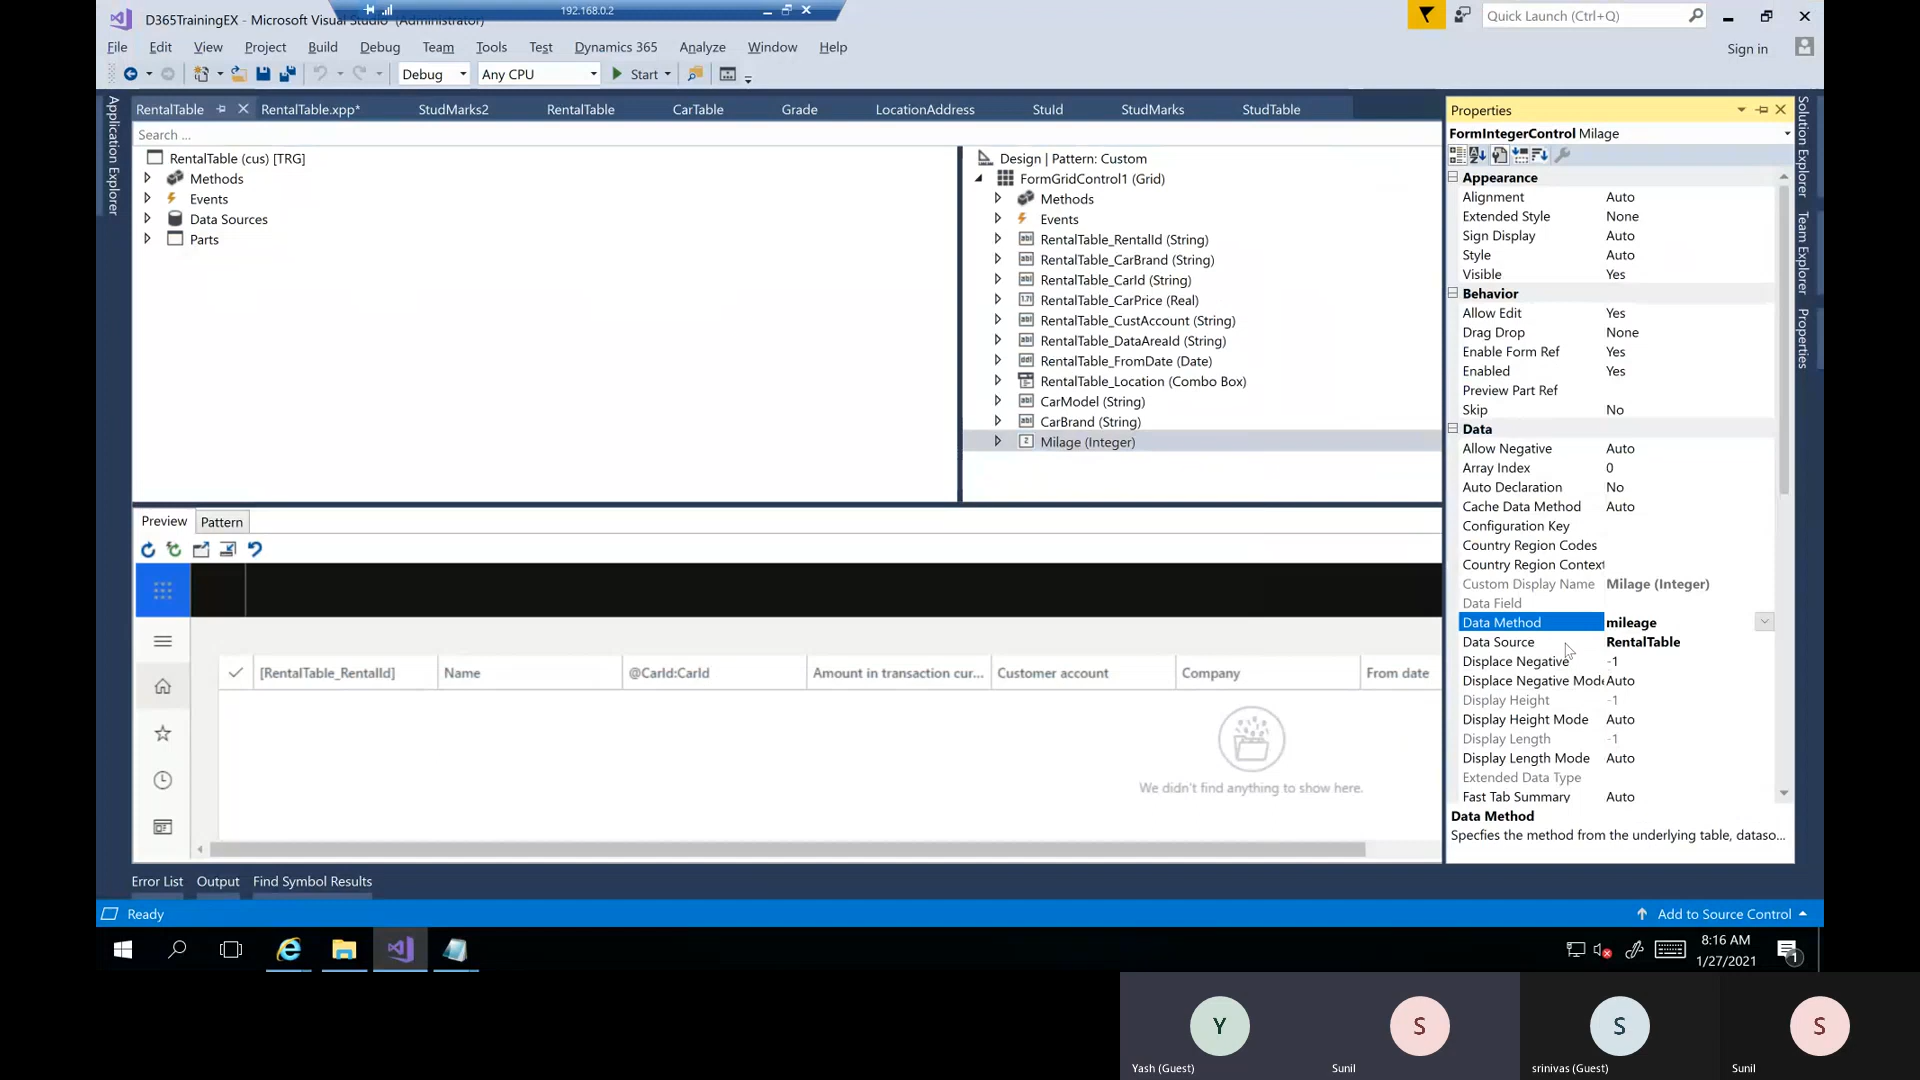 D365TrainingEX - Microsoft Visual Studio (Administrator)
192.168.0.2
Quick Launch (Ctrl+Q)
File Edit View Project Build Debug Team Tools Test Dynamics 365 Analyze Window Help
Sign in
Debug Any CPU Start
Application Explorer
RentalTable RentalTable.xpp* StudMarks2 RentalTable CarTable Grade LocationAddress StuId StudMarks StudTable
Search ...
RentalTable (cus) [TRG]
Methods
Events
Data Sources
Parts
Design | Pattern: Custom
FormGridControl1 (Grid)
Methods
Events
RentalTable_RentalId (String)
RentalTable_CarBrand (String)
RentalTable_CarId (String)
RentalTable_CarPrice (Real)
RentalTable_CustAccount (String)
RentalTable_DataAreaId (String)
RentalTable_FromDate (Date)
RentalTable_Location (Combo Box)
CarModel (String)
CarBrand (String)
Milage (Integer)
Preview Pattern
[RentalTable_RentalId] Name @CarId:CarId Amount in transaction cur... Customer account Company From date
We didn't find anything to show here.
Properties
FormIntegerControl Milage
Appearance
Alignment Auto
Extended Style None
Sign Display Auto
Style Auto
Visible Yes
Behavior
Allow Edit Yes
Drag Drop None
Enable Form Ref Yes
Enabled Yes
Preview Part Ref
Skip No
Data
Allow Negative Auto
Array Index 0
Auto Declaration No
Cache Data Method Auto
Configuration Key
Country Region Codes
Country Region Context
Custom Display Name Milage (Integer)
Data Field
Data Method mileage
Data Source RentalTable
Displace Negative -1
Displace Negative Mode Auto
Display Height -1
Display Height Mode Auto
Display Length -1
Display Length Mode Auto
Extended Data Type
Fast Tab Summary Auto
Data Method
Specfies the method from the underlying table, dataso...
Solution Explorer
Team Explorer
Properties
Error List Output Find Symbol Results
Ready
Add to Source Control
8:16 AM
1/27/2021
1
Y S S S
Yash (Guest) Sunil srinivas (Guest) Sunil